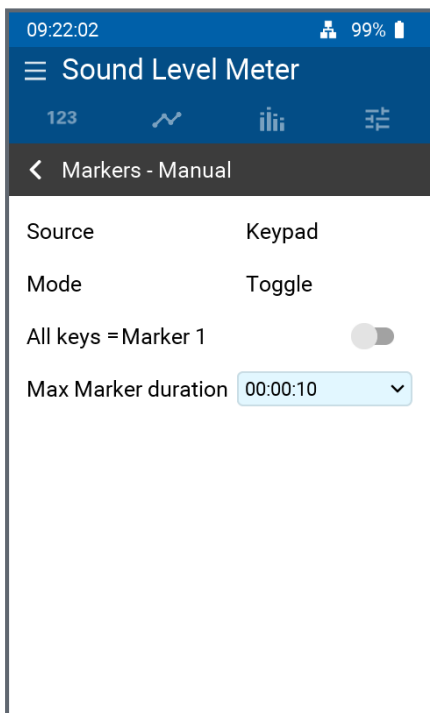 09:22:02 99%
Sound Level Meter
123
Markers - Manual
Source Keypad
Mode Toggle
All keys = Marker 1
Max Marker duration 00:00:10